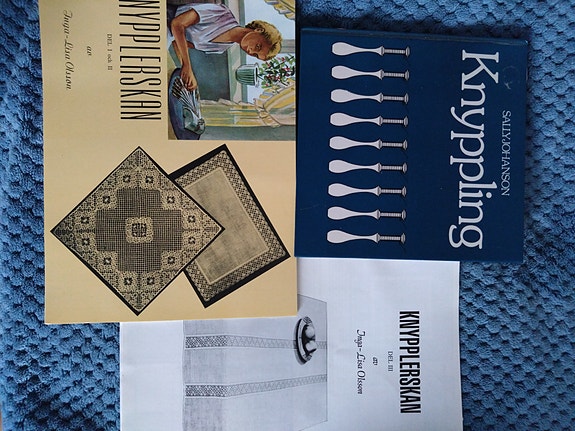 KNYPPLERSKAN
DEL I och II
av
Inga-Lisa Olsson
SALLY JOHANSON
Knyppling
KNYPPLERSKAN
DEL III
av
Inga-Lisa Olsson